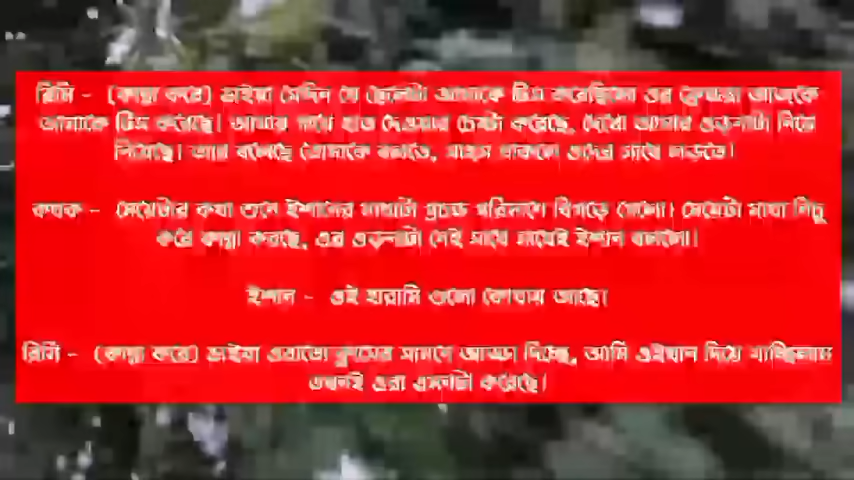 রিমি - (কান্না করে) ভাইয়া সেদিন যে ছেলেটা আমাকে টিস করেছিলো ওর ফ্রেন্ডরা আজকে
আমাকে টিস করেছে। আমার গায়ে হাত দেওয়ার চেষ্টা করেছে, দেখো আমার ওড়নাটা নিয়ে
নিয়েছে। আর বলেছে তোমাকে বলতে, সাহস থাকলে ওদের সাথে লড়তে।
কথক - মেয়েটার কথা শুনে ইশানের মাথাটা প্রচন্ড পরিমাণে বিগড়ে গেলো। মেয়েটা মাথা নিচু
করে কান্না করছে, এর ওড়নাটা নেই সাথে সাথেই ইশান বললো।
ইশান - ওই হারামি গুলো কোথায় আছে।
রিমি - (কান্না করে) ভাইয়া ওরাতো ক্লাসের সামনে আড্ডা দিচ্ছে, আমি ওইখান দিয়ে যাচ্ছিলাম
তখনই ওরা এমনটা করেছে।